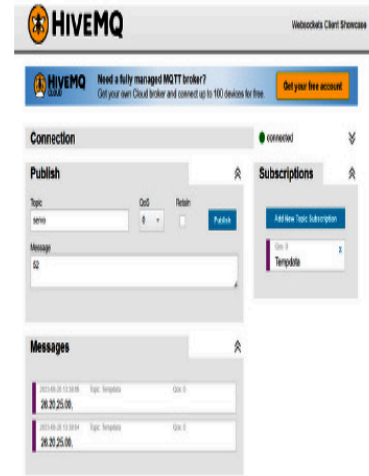 HIVEMQ
Websockets Client Showcase
HIVEMQ CLOUD
Need a fully managed MQTT broker?
Get your own Cloud broker and connect up to 100 devices for free.
Get your free account
Connection
connected
Publish
Topic
QoS
Retain
servo
0
Publish
Message
52
Subscriptions
Add New Topic Subscription
Qos: 0
x
Tempdata
Messages
Topic: Tempdata
Qos: 0
28.20,25.00,
Topic: Tempdata
Qos: 0
28.20,25.00,